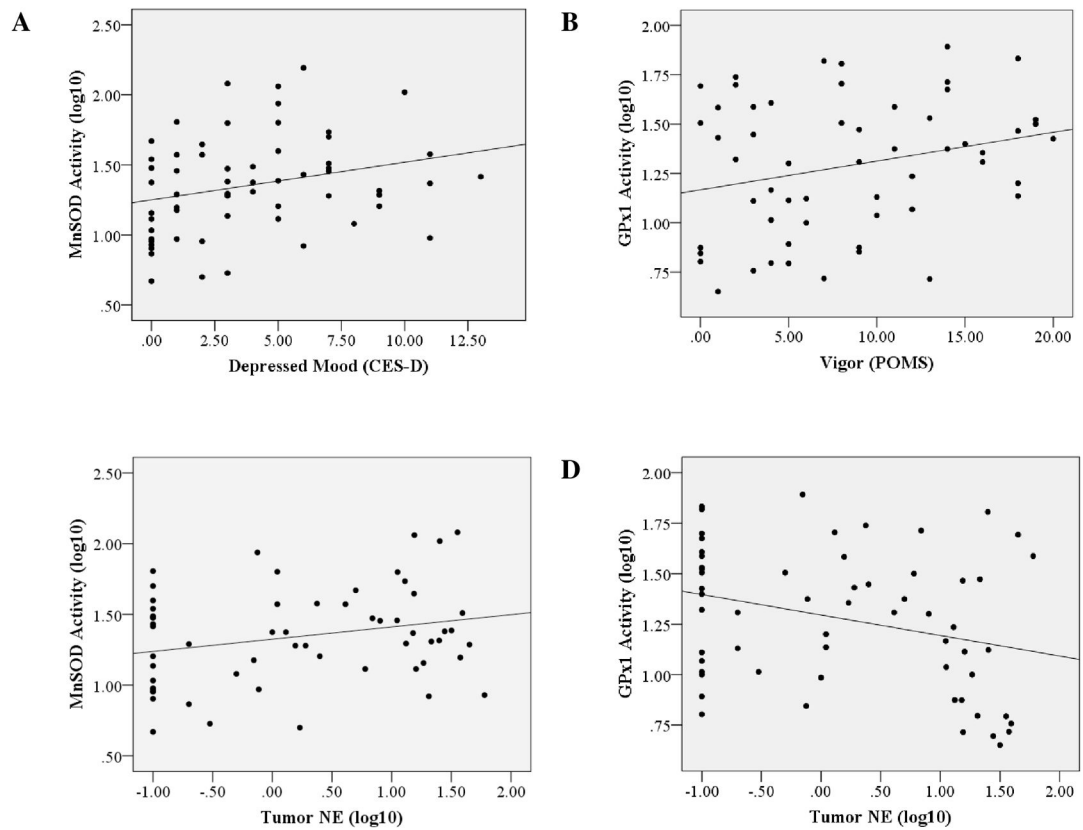 A
MnSOD Activity (log10)
2.50
2.00
1.50
1.00
.50
.00 2.50 5.00 7.50 10.00 12.50
Depressed Mood (CES-D)
B
GPx1 Activity (log10)
2.00
1.75
1.50
1.25
1.00
.75
.00 5.00 10.00 15.00 20.00
Vigor (POMS)
MnSOD Activity (log10)
2.50
2.00
1.50
1.00
.50
-1.00 -.50 .00 .50 1.00 1.50 2.00
Tumor NE (log10)
D
GPx1 Activity (log10)
2.00
1.75
1.50
1.25
1.00
.75
-1.00 -.50 .00 .50 1.00 1.50 2.00
Tumor NE (log10)